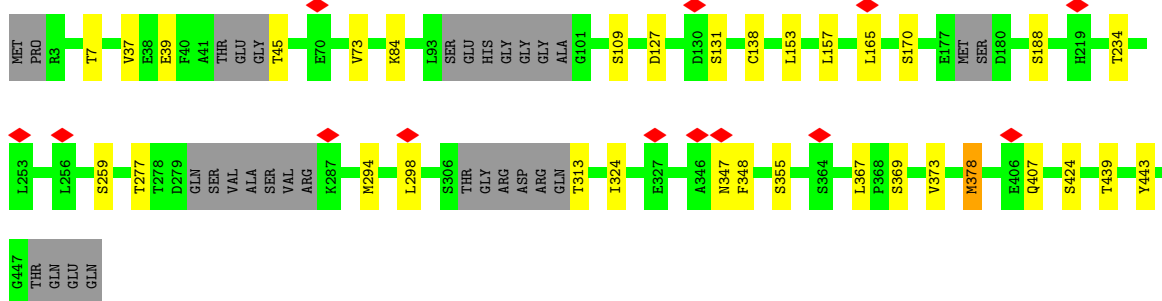 MET PRO R3 T7 V37 E38 E39 F40 A41 THR GLU GLY T45 E70 V73 K84 L93 SER GLU HIS GLY GLY GLY ALA G101 S109 D127 D130 S131 C138 L153 L157 L165 S170 E177 MET SER D180 S188 H219 T234
L253 L256 S259 T277 T278 D279 GLN SER VAL ALA SER VAL ARG K287 M294 L298 S306 THR GLY ARG ASP ARG GLN T313 I324 E327 A346 N347 F348 S355 S364 L367 P368 S369 V373 M378 E406 Q407 S424 T439 Y443
G447 THR GLN GLU GLN